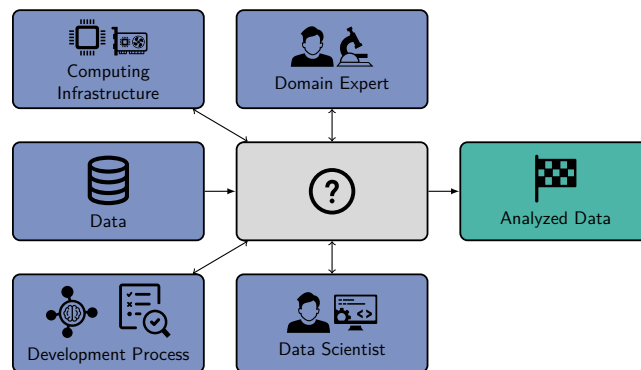 Computing
Infrastructure
Domain Expert
Data
?
Analyzed Data
Development Process
Data Scientist